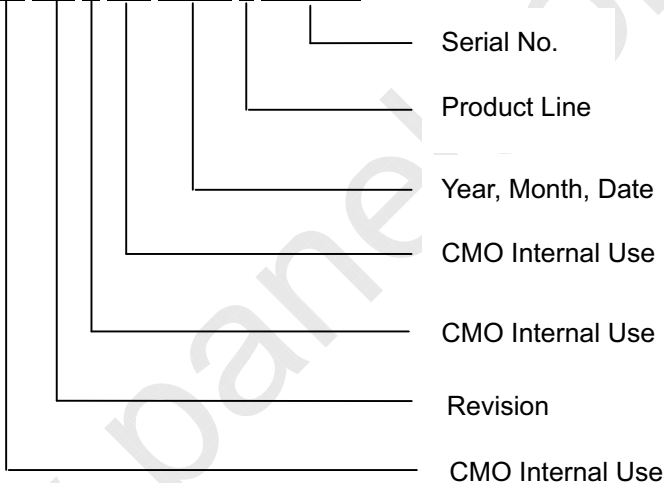 Serial No.
Product Line
Year, Month, Date
CMO Internal Use
CMO Internal Use
Revision
CMO Internal Use